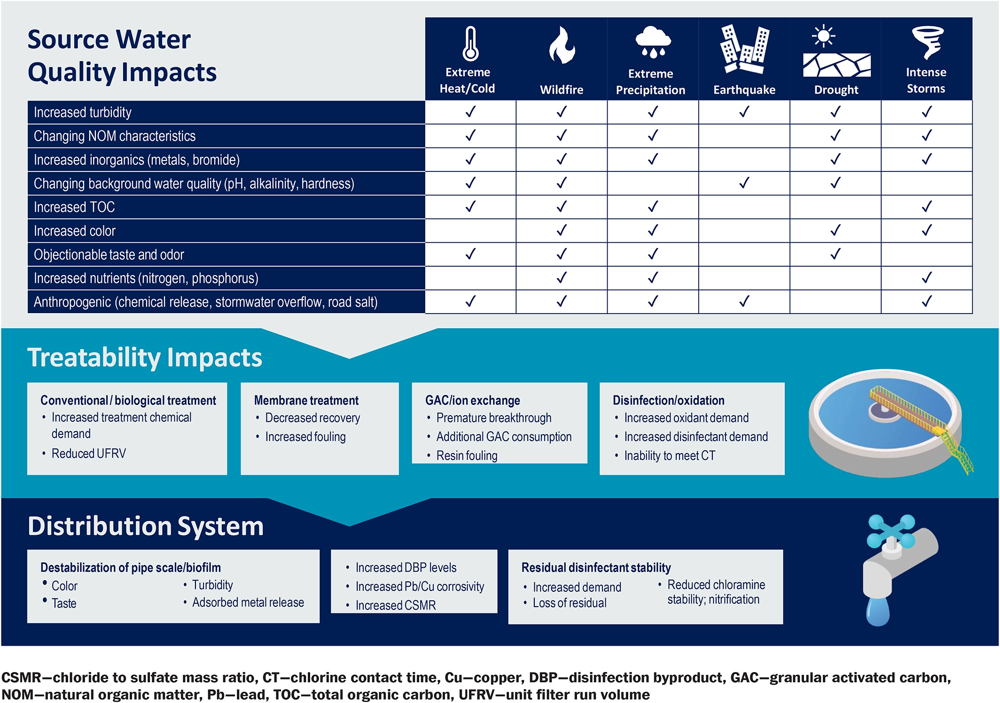 Source Water
Quality Impacts
Extreme
Heat/Cold
Wildfire
Extreme
Precipitation
Earthquake
Drought
Intense
Storms
Increased turbidity ✓ ✓ ✓ ✓ ✓ ✓
Changing NOM characteristics ✓ ✓ ✓ ✓ ✓
Increased inorganics (metals, bromide) ✓ ✓ ✓ ✓ ✓
Changing background water quality (pH, alkalinity, hardness) ✓ ✓ ✓ ✓
Increased TOC ✓ ✓ ✓ ✓
Increased color ✓ ✓ ✓ ✓
Objectionable taste and odor ✓ ✓ ✓ ✓
Increased nutrients (nitrogen, phosphorus) ✓ ✓ ✓
Anthropogenic (chemical release, stormwater overflow, road salt) ✓ ✓ ✓ ✓ ✓
Treatability Impacts
Conventional / biological treatment
• Increased treatment chemical
demand
• Reduced UFRV
Membrane treatment
• Decreased recovery
• Increased fouling
GAC/ion exchange
• Premature breakthrough
• Additional GAC consumption
• Resin fouling
Disinfection/oxidation
• Increased oxidant demand
• Increased disinfectant demand
• Inability to meet CT
Distribution System
Destabilization of pipe scale/biofilm
• Color
• Taste
• Turbidity
• Adsorbed metal release
• Increased DBP levels
• Increased Pb/Cu corrosivity
• Increased CSMR
Residual disinfectant stability
• Increased demand
• Loss of residual
• Reduced chloramine
stability; nitrification
CSMR—chloride to sulfate mass ratio, CT—chlorine contact time, Cu—copper, DBP—disinfection byproduct, GAC—granular activated carbon,
NOM—natural organic matter, Pb—lead, TOC—total organic carbon, UFRV—unit filter run volume